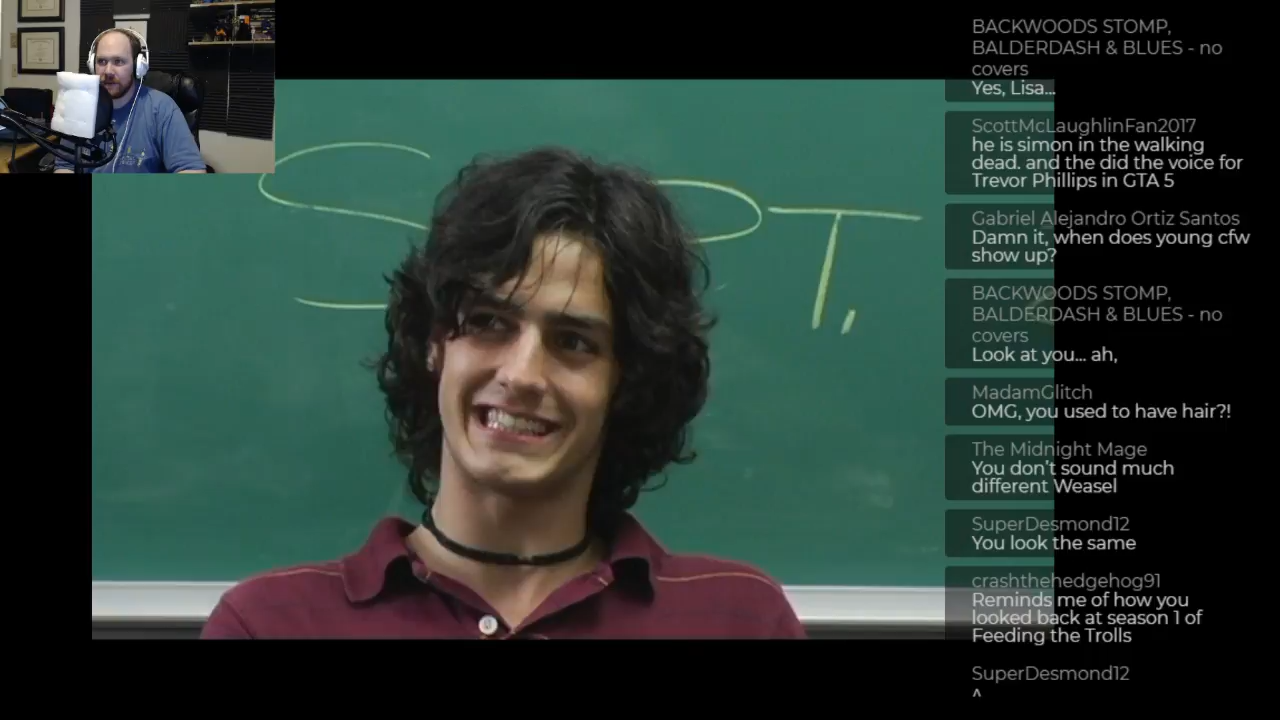 S
P T.
BACKWOODS STOMP,
BALDERDASH & BLUES - no
covers
Yes, Lisa...
ScottMcLaughlinFan2017
he is simon in the walking
dead. and the did the voice for
Trevor Phillips in GTA 5
Gabriel Alejandro Ortiz Santos
Damn it, when does young cfw
show up?
BACKWOODS STOMP,
BALDERDASH & BLUES - no
covers
Look at you... ah,
MadamGlitch
OMG, you used to have hair?!
The Midnight Mage
You don't sound much
different Weasel
SuperDesmond12
You look the same
crashthehedgehog91
Reminds me of how you
looked back at season 1 of
Feeding the Trolls
SuperDesmond12
^